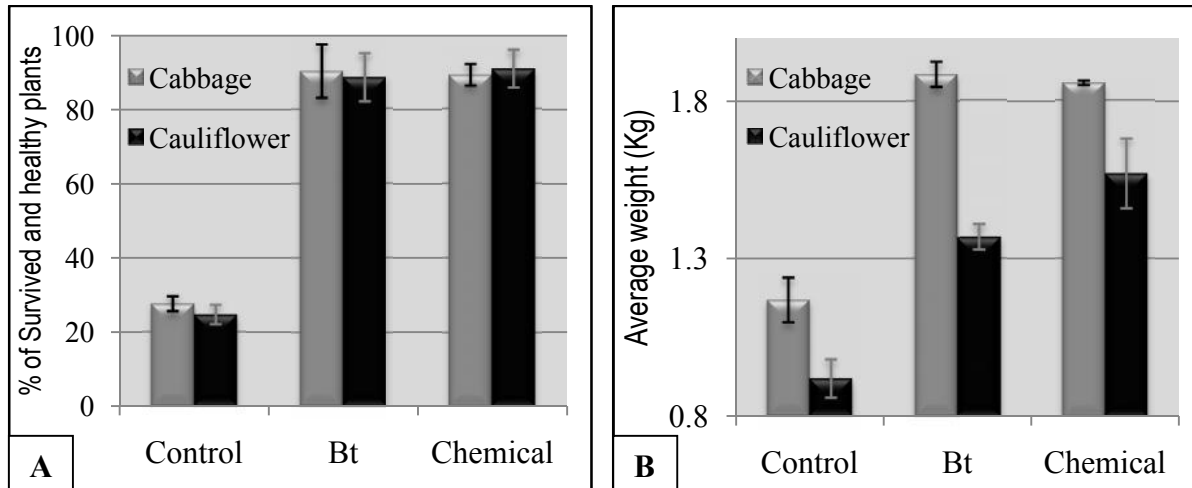 % of Survived and healthy plants
100
80
60
40
20
0
Cabbage
Cauliflower
Control Bt Chemical
A
Average weight (Kg)
1.8
1.3
0.8
Cabbage
Cauliflower
Control Bt Chemical
B